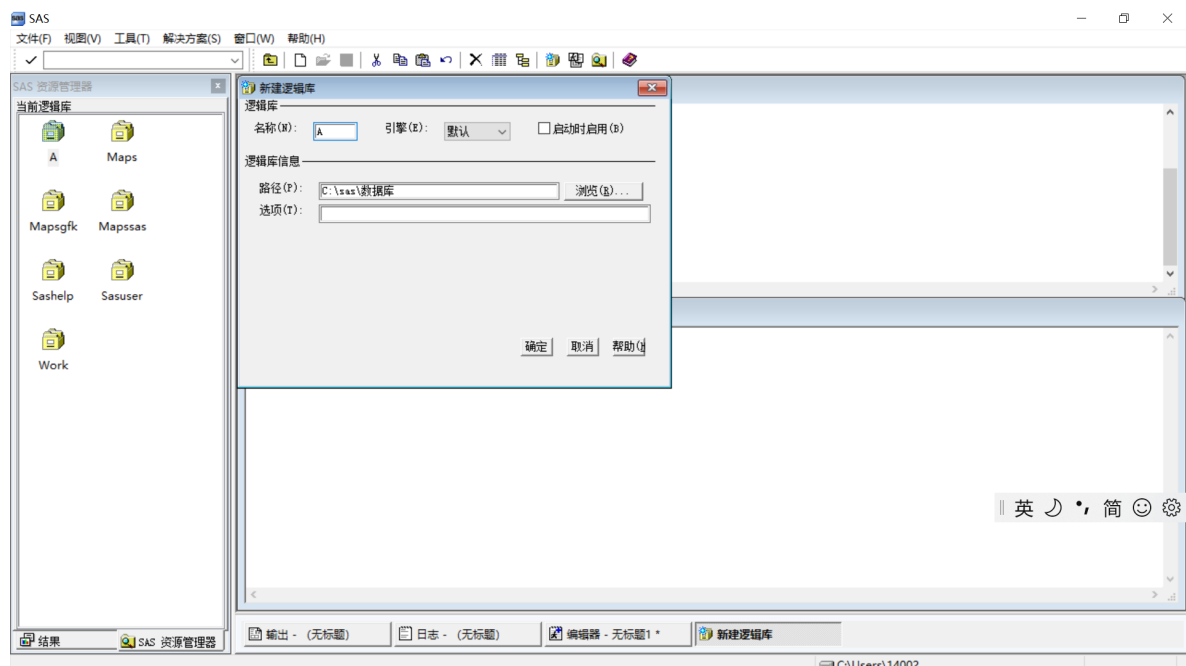 SAS
文件(F) 视图(V) 工具(T) 解决方案(S) 窗口(W) 帮助(H)
SAS 资源管理器
当前逻辑库
A
Maps
Mapsgfk
Mapssas
Sashelp
Sasuser
Work
新建逻辑库
逻辑库
名称(N): A 引擎(E): 默认 启动时启用(B)
逻辑库信息
路径(P): C:\sas\数据库 浏览(R)...
选项(T):
确定 取消 帮助(H
英 简
结果 SAS 资源管理器
输出 - (无标题) 日志 - (无标题) 编辑器 - 无标题1 * 新建逻辑库
C:\Users\14002